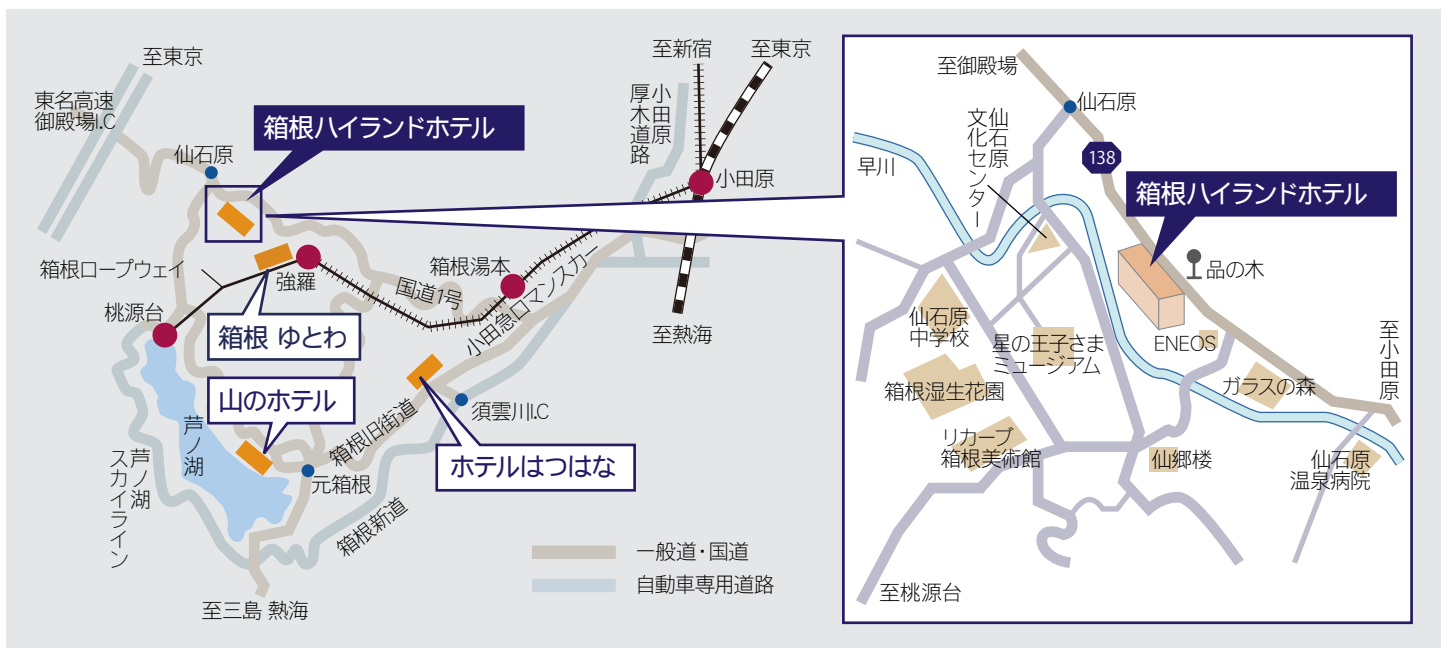 至東京
東名高速
御殿場I.C
仙石原
箱根ハイランドホテル
箱根ロープウェイ
強羅
桃源台
箱根 ゆとわ
国道1号
箱根湯本
小田急ロマンスカー
至新宿
至東京
小田原
厚木道路
小田原
至熱海
山のホテル
芦ノ湖
芦ノ湖
スカイライン
元箱根
箱根旧街道
須雲川I.C
ホテルはつはな
箱根新道
至三島 熱海
一般道・国道
自動車専用道路
至御殿場
仙石原
138
早川
仙石原
文化センター
箱根ハイランドホテル
品の木
仙石原
中学校
星の王子さま
ミュージアム
ENEOS
箱根湿生花園
ガラスの森
至小田原
リカーブ
箱根美術館
仙郷楼
仙石原
温泉病院
至桃源台